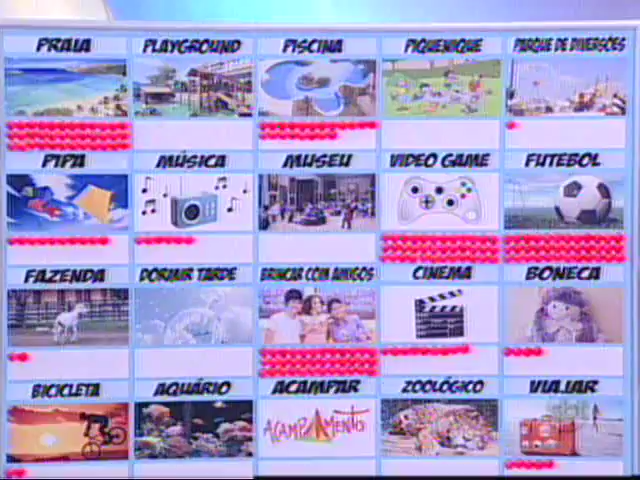 PRAIA
PLAYGROUND
PISCINA
PIQUENIQUE
PARQUE DE DIVERSÕES
PIPA
MÚSICA
MUSEU
VIDEO GAME
FUTEBOL
FAZENDA
DORMIR TARDE
BRINCAR COM AMIGOS
CINEMA
BONECA
BICICLETA
AQUÁRIO
ACAMPAR
ZOOLÓGICO
VIAJAR
ACAMPAMENTO
sbt